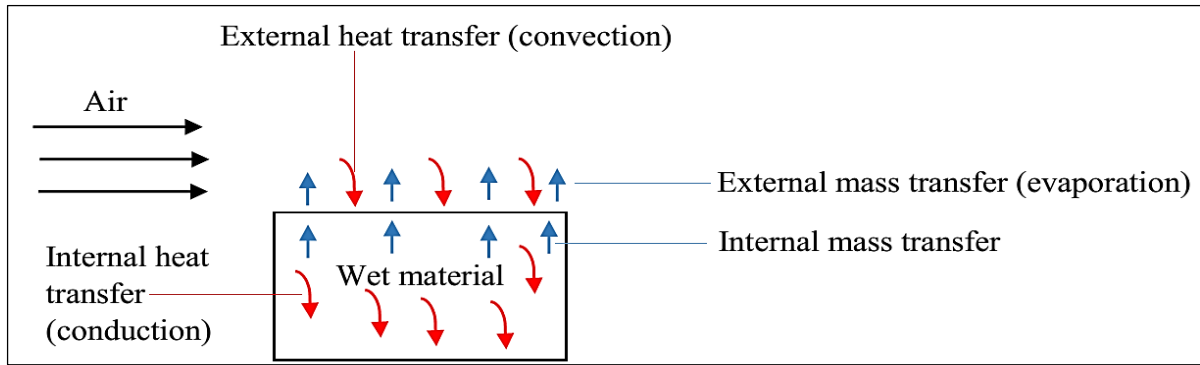 External heat transfer (convection)
Air
External mass transfer (evaporation)
Internal mass transfer
Internal heat
transfer
(conduction)
Wet material